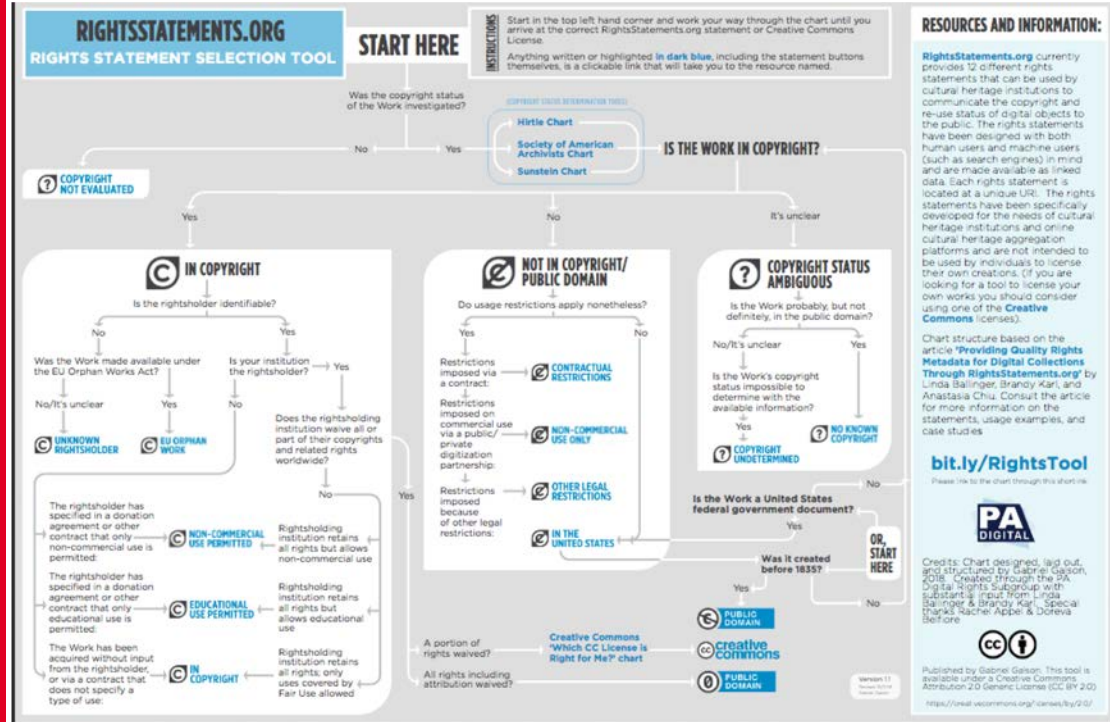 RIGHTSSTATEMENTS.ORG
RIGHTS STATEMENT SELECTION TOOL
START HERE
INSTRUCTIONS
Start in the top left hand corner and work your way through the chart until you
arrive at the correct RightsStatements.org statement or Creative Commons
License.
Anything written or highlighted in dark blue, including the statement buttons
themselves, is a clickable link that will take you to the resource named.
Was the copyright status
of the Work investigated?
No
Yes
(COPYRIGHT STATUS DETERMINATION TOOLS)
Hirtle Chart
Society of American
Archivists Chart
Sunstein Chart
IS THE WORK IN COPYRIGHT?
COPYRIGHT
NOT EVALUATED
Yes
No
It's unclear
IN COPYRIGHT
Is the rightsholder identifiable?
No
Yes
Was the Work made available under
the EU Orphan Works Act?
Is your institution
the rightsholder?
Yes
No/It's unclear
Yes
No
UNKNOWN
RIGHTSHOLDER
EU ORPHAN
WORK
Does the rightsholding
institution waive all or
part of their copyrights
and related rights
worldwide?
No
Yes
The rightsholder has
specified in a donation
agreement or other
contract that only
non-commercial use is
permitted:
NON-COMMERCIAL
USE PERMITTED
Rightsholding
institution retains
all rights but allows
non-commercial use
The rightsholder has
specified in a donation
agreement or other
contract that only
educational use is
permitted:
EDUCATIONAL
USE PERMITTED
Rightsholding
institution retains
all rights but
allows educational
use
The Work has been
acquired without input
from the rightsholder,
or via a contract that
does not specify a
type of use:
IN
COPYRIGHT
Rightsholding
institution retains
all rights; only
uses covered by
Fair Use allowed
NOT IN COPYRIGHT/
PUBLIC DOMAIN
Do usage restrictions apply nonetheless?
Yes
No
Restrictions
imposed via
a contract:
CONTRACTUAL
RESTRICTIONS
Restrictions
imposed on
commercial use
via a public/
private
digitization
partnership:
NON-COMMERCIAL
USE ONLY
Restrictions
imposed
because
of other legal
restrictions:
OTHER LEGAL
RESTRICTIONS
IN THE
UNITED STATES
COPYRIGHT STATUS
AMBIGUOUS
Is the Work probably, but not
definitely, in the public domain?
No/It's unclear
Yes
Is the Work's copyright
status impossible to
determine with the
available information?
Yes
COPYRIGHT
UNDETERMINED
NO KNOWN
COPYRIGHT
No
Is the Work a United States
federal government document?
Yes
OR,
START
HERE
Was it created
before 1835?
Yes
No
PUBLIC
DOMAIN
A portion of
rights waived?
Creative Commons
"Which CC License is
Right for Me?" chart
cc creative
commons
All rights including
attribution waived?
PUBLIC
DOMAIN
Version 1.1
RESOURCES AND INFORMATION:
RightsStatements.org currently
provides 12 different rights
statements that can be used by
cultural heritage institutions to
communicate the copyright and
re-use status of digital objects to
the public. The rights statements
have been designed with both
human users and machine users
(such as search engines) in mind
and are made available as linked
data. Each rights statement is
located at a unique URI. The rights
statements have been specifically
developed for the needs of cultural
heritage institutions and online
cultural heritage aggregation
platforms and are not intended to
be used by individuals to license
their own creations. (If you are
looking for a tool to license your
own works you should consider
using one of the Creative
Commons licenses).
Chart structure based on the
article "Providing Quality Rights
Metadata for Digital Collections
Through RightsStatements.org" by
Linda Ballinger, Brandy Karl, and
Anastasia Chiu. Consult the article
for more information on the
statements, usage examples, and
case studies
bit.ly/RightsTool
Please link to the chart through this short link
PA
DIGITAL
Credits: Chart designed, laid out,
and structured by Gabriel Galson,
2018. Created through the PA
Digital Rights Subgroup with
substantial input from Linda
Ballinger & Brandy Karl. Special
thanks Rachel Appel & Doreva
Belfiore
Published by Gabriel Galson. This tool is
available under a Creative Commons
Attribution 2.0 Generic License (CC BY 2.0)
https://creativecommons.org/licenses/by/2.0/